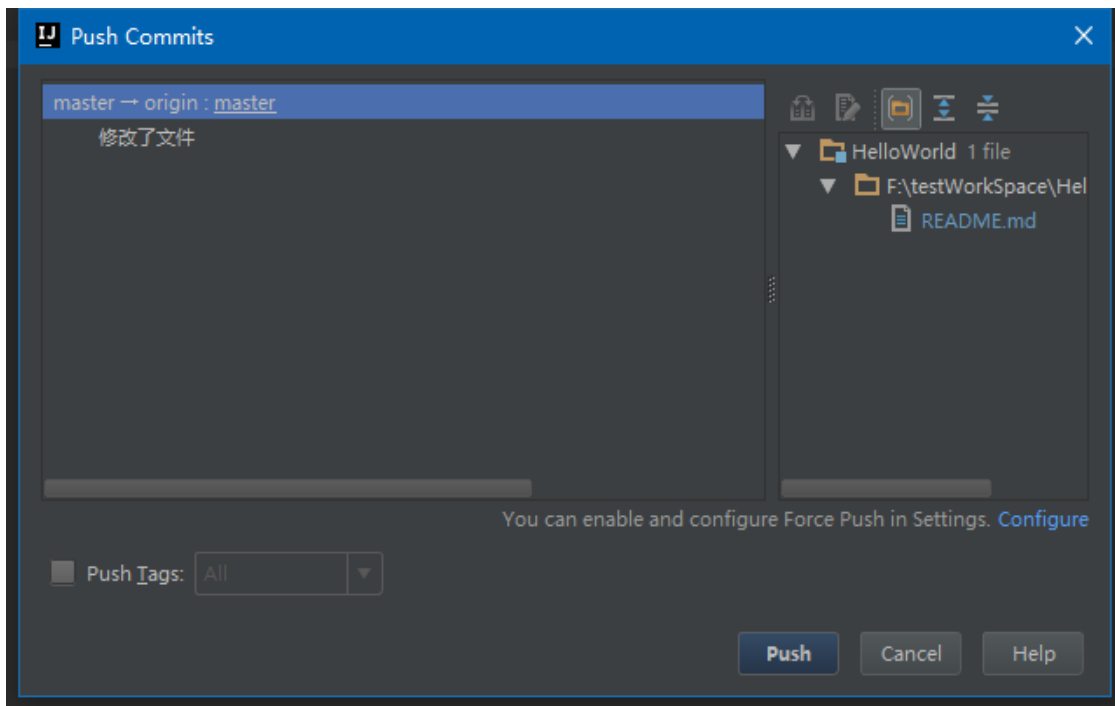 Push Commits
master → origin : master
修改了文件
HelloWorld 1 file
F:\testWorkSpace\Hel
README.md
You can enable and configure Force Push in Settings. Configure
Push Tags: All
Push Cancel Help